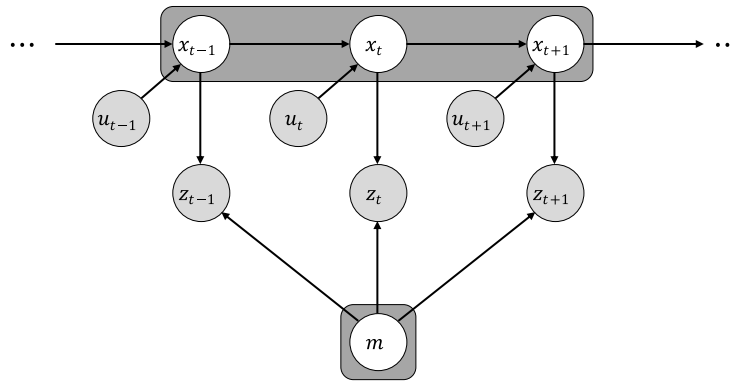 ... x_{t−1} x_t x_{t+1} ..
u_{t−1} u_t u_{t+1}
z_{t−1} z_t z_{t+1}
m